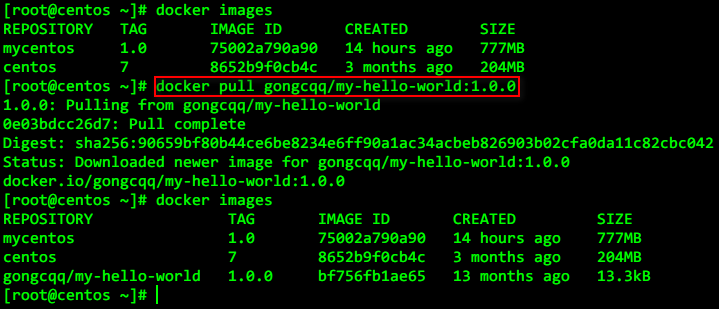 [root@centos ~]# docker images
REPOSITORY TAG IMAGE ID CREATED SIZE
mycentos 1.0 75002a790a90 14 hours ago 777MB
centos 7 8652b9f0cb4c 3 months ago 204MB
[root@centos ~]# docker pull gongcqq/my-hello-world:1.0.0
1.0.0: Pulling from gongcqq/my-hello-world
0e03bdcc26d7: Pull complete
Digest: sha256:90659bf80b44ce6be8234e6ff90a1ac34acbeb826903b02cfa0da11c82cbc042
Status: Downloaded newer image for gongcqq/my-hello-world:1.0.0
docker.io/gongcqq/my-hello-world:1.0.0
[root@centos ~]# docker images
REPOSITORY TAG IMAGE ID CREATED SIZE
mycentos 1.0 75002a790a90 14 hours ago 777MB
centos 7 8652b9f0cb4c 3 months ago 204MB
gongcqq/my-hello-world 1.0.0 bf756fb1ae65 13 months ago 13.3kB
[root@centos ~]#